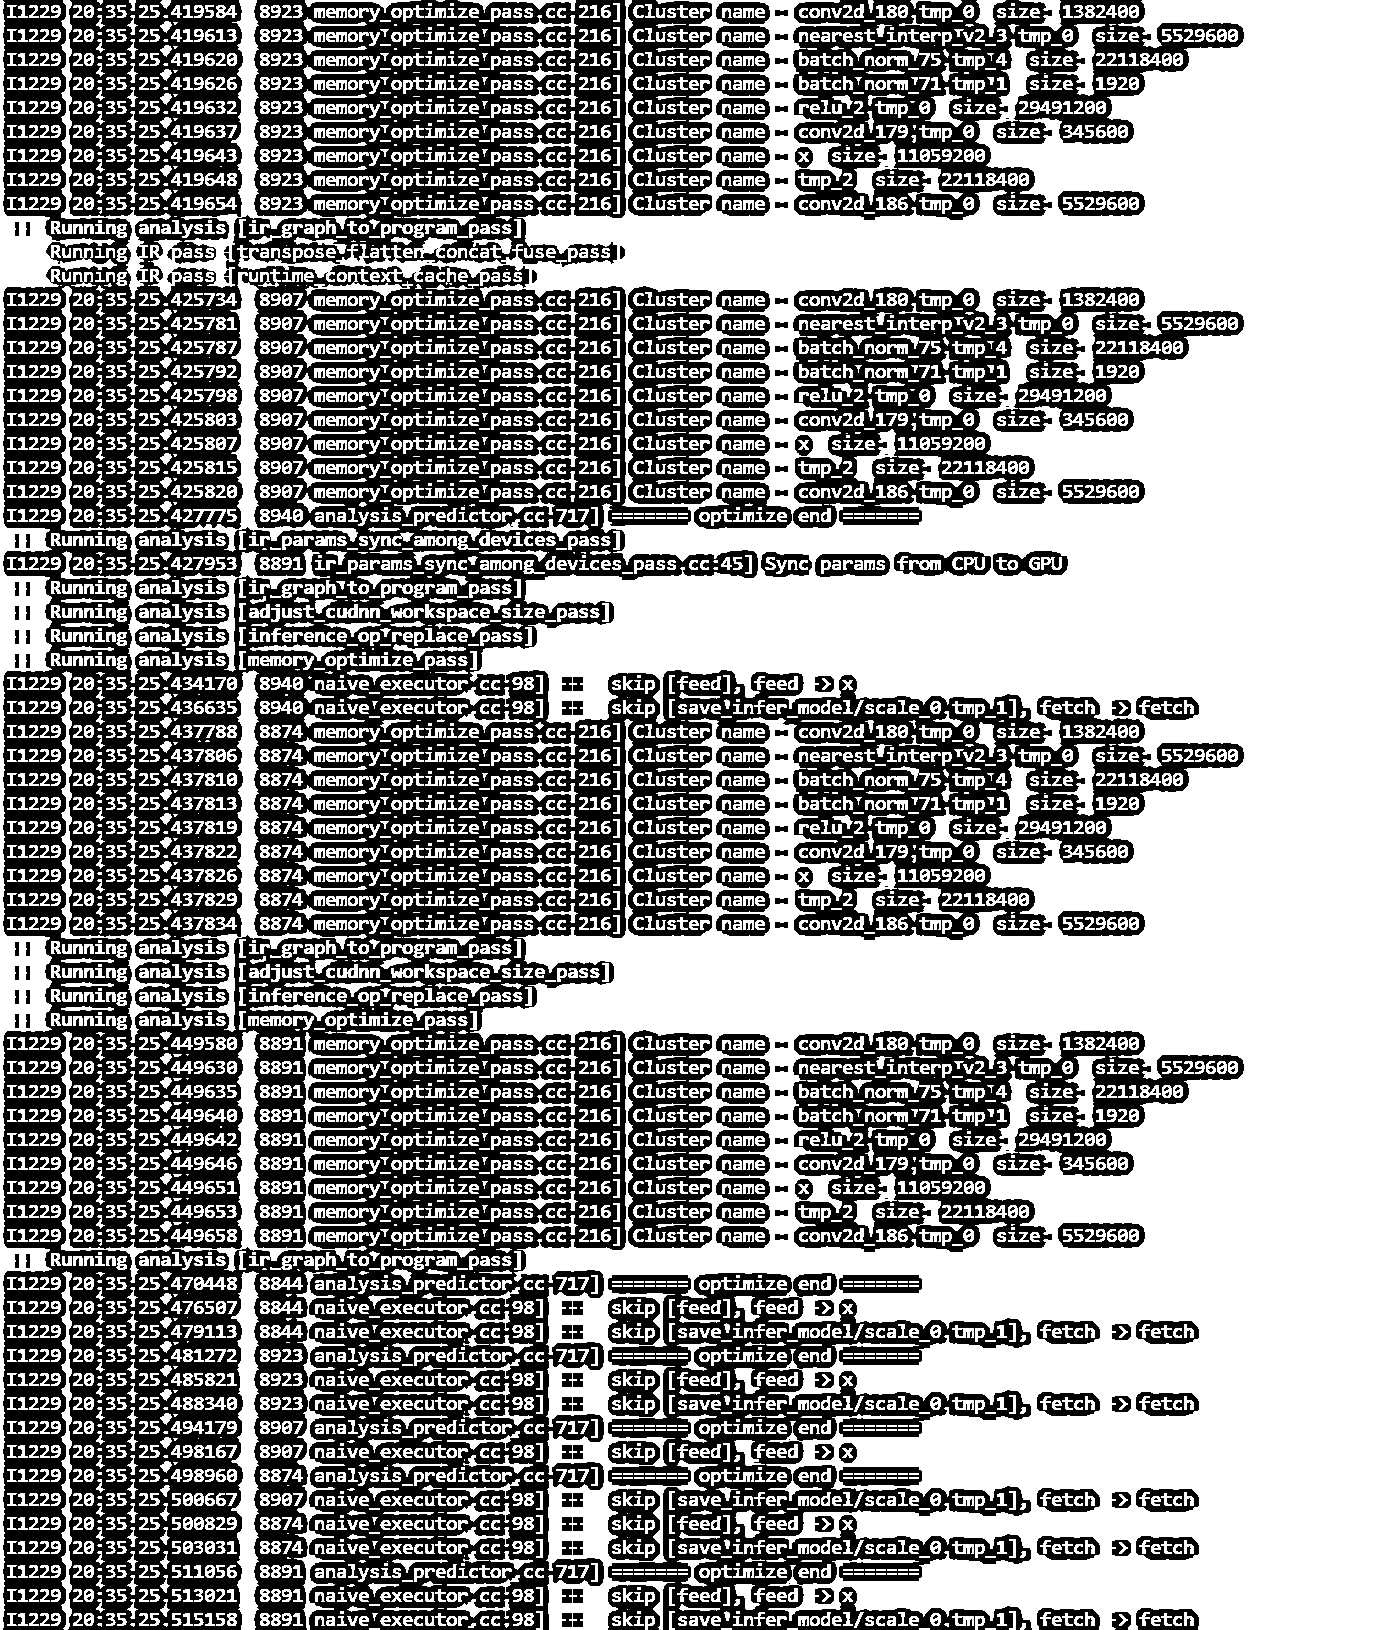 I1229 20:35:25.419584  8923 memory_optimize_pass.cc:216] Cluster name : conv2d_180.tmp_0  size: 1382400
I1229 20:35:25.419613  8923 memory_optimize_pass.cc:216] Cluster name : nearest_interp_v2_3.tmp_0  size: 5529600
I1229 20:35:25.419620  8923 memory_optimize_pass.cc:216] Cluster name : batch_norm_75.tmp_4  size: 22118400
I1229 20:35:25.419626  8923 memory_optimize_pass.cc:216] Cluster name : batch_norm_71.tmp_1  size: 1920
I1229 20:35:25.419632  8923 memory_optimize_pass.cc:216] Cluster name : relu_2.tmp_0  size: 29491200
I1229 20:35:25.419637  8923 memory_optimize_pass.cc:216] Cluster name : conv2d_179.tmp_0  size: 345600
I1229 20:35:25.419643  8923 memory_optimize_pass.cc:216] Cluster name : x  size: 11059200
I1229 20:35:25.419648  8923 memory_optimize_pass.cc:216] Cluster name : tmp_2  size: 22118400
I1229 20:35:25.419654  8923 memory_optimize_pass.cc:216] Cluster name : conv2d_186.tmp_0  size: 5529600
--- Running analysis [ir_graph_to_program_pass]
--- Running IR pass [transpose_flatten_concat_fuse_pass]
--- Running IR pass [runtime_context_cache_pass]
I1229 20:35:25.425734  8907 memory_optimize_pass.cc:216] Cluster name : conv2d_180.tmp_0  size: 1382400
I1229 20:35:25.425781  8907 memory_optimize_pass.cc:216] Cluster name : nearest_interp_v2_3.tmp_0  size: 5529600
I1229 20:35:25.425787  8907 memory_optimize_pass.cc:216] Cluster name : batch_norm_75.tmp_4  size: 22118400
I1229 20:35:25.425792  8907 memory_optimize_pass.cc:216] Cluster name : batch_norm_71.tmp_1  size: 1920
I1229 20:35:25.425798  8907 memory_optimize_pass.cc:216] Cluster name : relu_2.tmp_0  size: 29491200
I1229 20:35:25.425803  8907 memory_optimize_pass.cc:216] Cluster name : conv2d_179.tmp_0  size: 345600
I1229 20:35:25.425807  8907 memory_optimize_pass.cc:216] Cluster name : x  size: 11059200
I1229 20:35:25.425815  8907 memory_optimize_pass.cc:216] Cluster name : tmp_2  size: 22118400
I1229 20:35:25.425820  8907 memory_optimize_pass.cc:216] Cluster name : conv2d_186.tmp_0  size: 5529600
I1229 20:35:25.427775  8940 analysis_predictor.cc:717] ======= optimize end =======
--- Running analysis [ir_params_sync_among_devices_pass]
I1229 20:35:25.427953  8891 ir_params_sync_among_devices_pass.cc:45] Sync params from CPU to GPU
--- Running analysis [ir_graph_to_program_pass]
--- Running analysis [adjust_cudnn_workspace_size_pass]
--- Running analysis [inference_op_replace_pass]
--- Running analysis [memory_optimize_pass]
I1229 20:35:25.434170  8940 naive_executor.cc:98] ---  skip [feed], feed -> x
I1229 20:35:25.436635  8940 naive_executor.cc:98] ---  skip [save_infer_model/scale_0.tmp_1], fetch -> fetch
I1229 20:35:25.437788  8874 memory_optimize_pass.cc:216] Cluster name : conv2d_180.tmp_0  size: 1382400
I1229 20:35:25.437806  8874 memory_optimize_pass.cc:216] Cluster name : nearest_interp_v2_3.tmp_0  size: 5529600
I1229 20:35:25.437810  8874 memory_optimize_pass.cc:216] Cluster name : batch_norm_75.tmp_4  size: 22118400
I1229 20:35:25.437813  8874 memory_optimize_pass.cc:216] Cluster name : batch_norm_71.tmp_1  size: 1920
I1229 20:35:25.437819  8874 memory_optimize_pass.cc:216] Cluster name : relu_2.tmp_0  size: 29491200
I1229 20:35:25.437822  8874 memory_optimize_pass.cc:216] Cluster name : conv2d_179.tmp_0  size: 345600
I1229 20:35:25.437826  8874 memory_optimize_pass.cc:216] Cluster name : x  size: 11059200
I1229 20:35:25.437829  8874 memory_optimize_pass.cc:216] Cluster name : tmp_2  size: 22118400
I1229 20:35:25.437834  8874 memory_optimize_pass.cc:216] Cluster name : conv2d_186.tmp_0  size: 5529600
--- Running analysis [ir_graph_to_program_pass]
--- Running analysis [adjust_cudnn_workspace_size_pass]
--- Running analysis [inference_op_replace_pass]
--- Running analysis [memory_optimize_pass]
I1229 20:35:25.449580  8891 memory_optimize_pass.cc:216] Cluster name : conv2d_180.tmp_0  size: 1382400
I1229 20:35:25.449630  8891 memory_optimize_pass.cc:216] Cluster name : nearest_interp_v2_3.tmp_0  size: 5529600
I1229 20:35:25.449635  8891 memory_optimize_pass.cc:216] Cluster name : batch_norm_75.tmp_4  size: 22118400
I1229 20:35:25.449640  8891 memory_optimize_pass.cc:216] Cluster name : batch_norm_71.tmp_1  size: 1920
I1229 20:35:25.449642  8891 memory_optimize_pass.cc:216] Cluster name : relu_2.tmp_0  size: 29491200
I1229 20:35:25.449646  8891 memory_optimize_pass.cc:216] Cluster name : conv2d_179.tmp_0  size: 345600
I1229 20:35:25.449651  8891 memory_optimize_pass.cc:216] Cluster name : x  size: 11059200
I1229 20:35:25.449653  8891 memory_optimize_pass.cc:216] Cluster name : tmp_2  size: 22118400
I1229 20:35:25.449658  8891 memory_optimize_pass.cc:216] Cluster name : conv2d_186.tmp_0  size: 5529600
--- Running analysis [ir_graph_to_program_pass]
I1229 20:35:25.470448  8844 analysis_predictor.cc:717] ======= optimize end =======
I1229 20:35:25.476507  8844 naive_executor.cc:98] ---  skip [feed], feed -> x
I1229 20:35:25.479113  8844 naive_executor.cc:98] ---  skip [save_infer_model/scale_0.tmp_1], fetch -> fetch
I1229 20:35:25.481272  8923 analysis_predictor.cc:717] ======= optimize end =======
I1229 20:35:25.485821  8923 naive_executor.cc:98] ---  skip [feed], feed -> x
I1229 20:35:25.488340  8923 naive_executor.cc:98] ---  skip [save_infer_model/scale_0.tmp_1], fetch -> fetch
I1229 20:35:25.494179  8907 analysis_predictor.cc:717] ======= optimize end =======
I1229 20:35:25.498167  8907 naive_executor.cc:98] ---  skip [feed], feed -> x
I1229 20:35:25.498960  8874 analysis_predictor.cc:717] ======= optimize end =======
I1229 20:35:25.500667  8907 naive_executor.cc:98] ---  skip [save_infer_model/scale_0.tmp_1], fetch -> fetch
I1229 20:35:25.500829  8874 naive_executor.cc:98] ---  skip [feed], feed -> x
I1229 20:35:25.503031  8874 naive_executor.cc:98] ---  skip [save_infer_model/scale_0.tmp_1], fetch -> fetch
I1229 20:35:25.511056  8891 analysis_predictor.cc:717] ======= optimize end =======
I1229 20:35:25.513021  8891 naive_executor.cc:98] ---  skip [feed], feed -> x
I1229 20:35:25.515158  8891 naive_executor.cc:98] ---  skip [save_infer_model/scale_0.tmp_1], fetch -> fetch